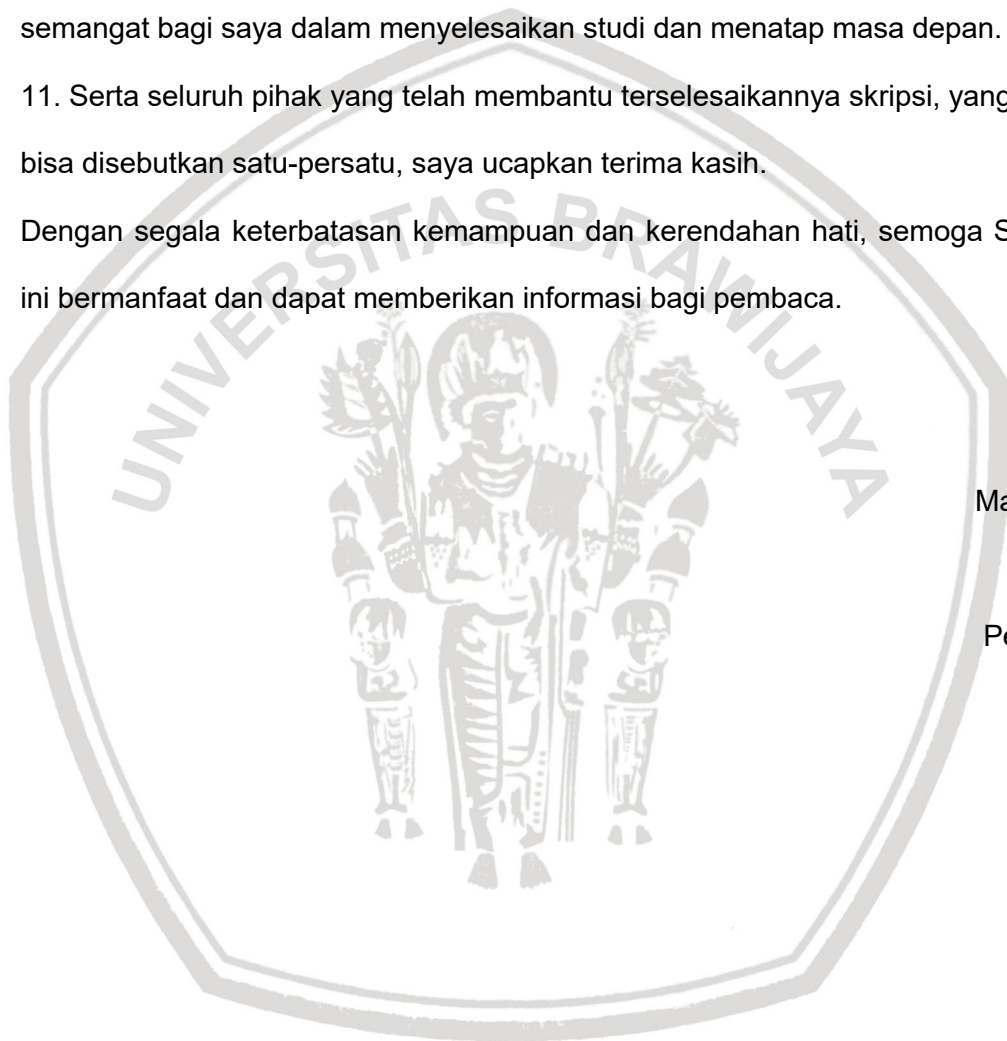 semangat bagi saya dalam menyelesaikan studi dan menatap masa depan.
11. Serta seluruh pihak yang telah membantu terselesaikannya skripsi, yang
bisa disebutkan satu-persatu, saya ucapkan terima kasih.
Dengan segala keterbatasan kemampuan dan kerendahan hati, semoga S
ini bermanfaat dan dapat memberikan informasi bagi pembaca.
UNIVERSITAS BRAWIJAYA
Ma
Pe